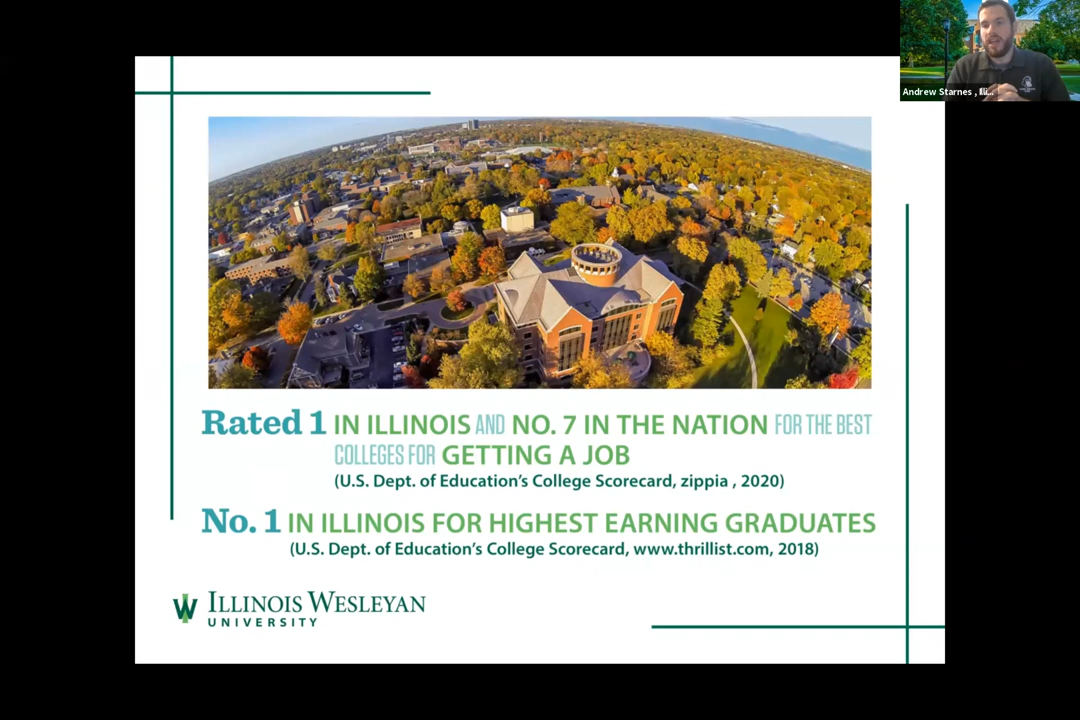 Andrew Starnes , Illi...
Rated 1 IN ILLINOIS AND NO. 7 IN THE NATION FOR THE BEST
COLLEGES FOR GETTING A JOB
(U.S. Dept. of Education's College Scorecard, zippia , 2020)
No. 1 IN ILLINOIS FOR HIGHEST EARNING GRADUATES
(U.S. Dept. of Education's College Scorecard, www.thrillist.com, 2018)
ILLINOIS WESLEYAN
UNIVERSITY